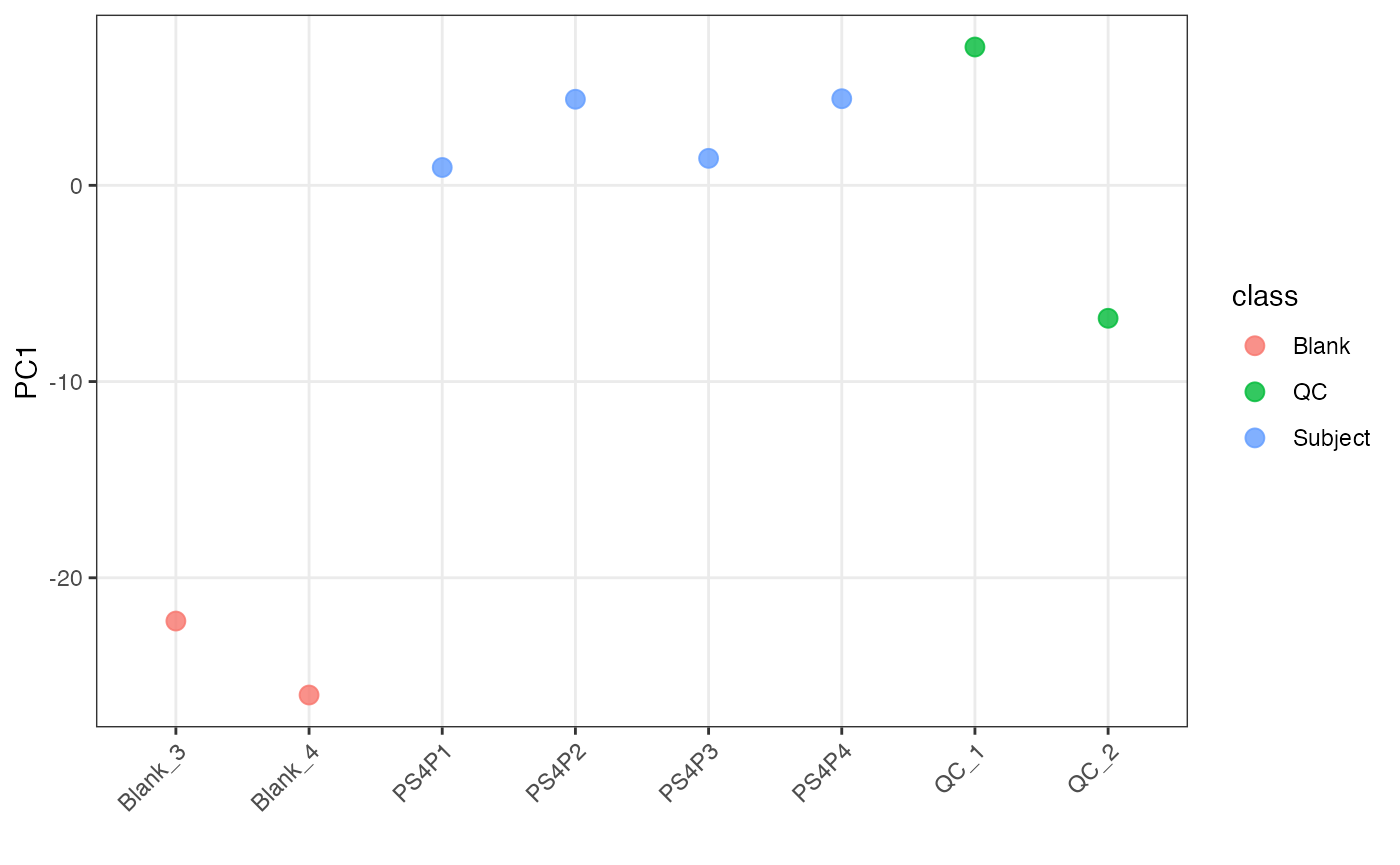 PC1
0
-10
-20
Blank_3
Blank_4
PS4P1
PS4P2
PS4P3
PS4P4
QC_1
QC_2
class
Blank
QC
Subject